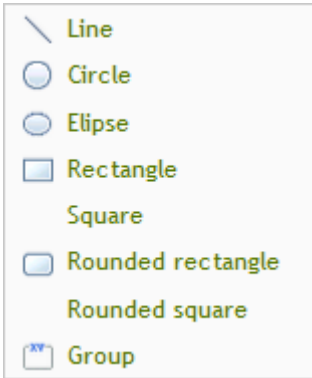 Line
Circle
Elipse
Rectangle
Square
Rounded rectangle
Rounded square
Group